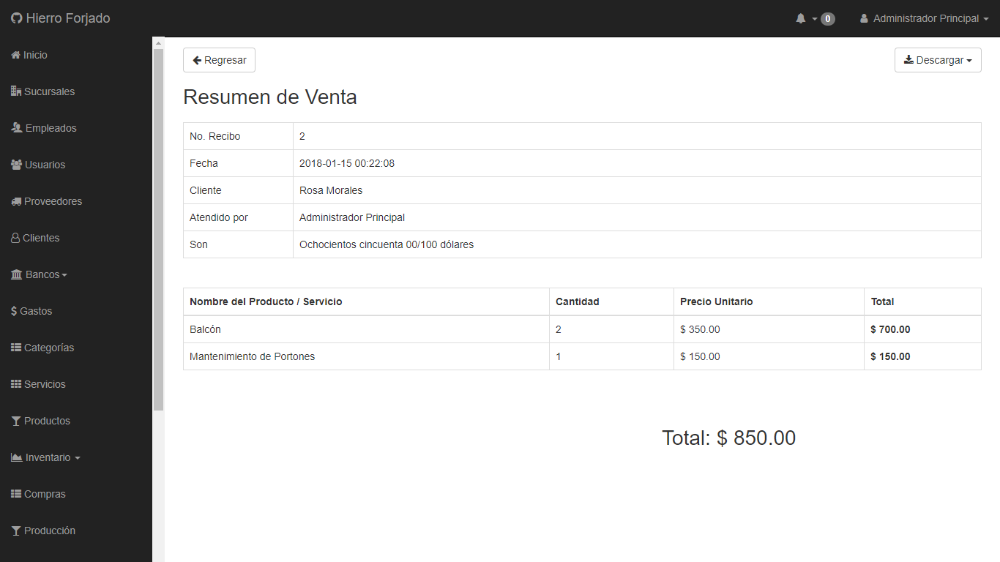 Hierro Forjado
0
Administrador Principal
Inicio
Sucursales
Empleados
Usuarios
Proveedores
Clientes
Bancos
$ Gastos
Categorías
Servicios
Productos
Inventario
Compras
Producción
Regresar
Descargar
Resumen de Venta
No. Recibo 2
Fecha 2018-01-15 00:22:08
Cliente Rosa Morales
Atendido por Administrador Principal
Son Ochocientos cincuenta 00/100 dólares
Nombre del Producto / Servicio Cantidad Precio Unitario Total
Balcón 2 $ 350.00 $ 700.00
Mantenimiento de Portones 1 $ 150.00 $ 150.00
Total: $ 850.00